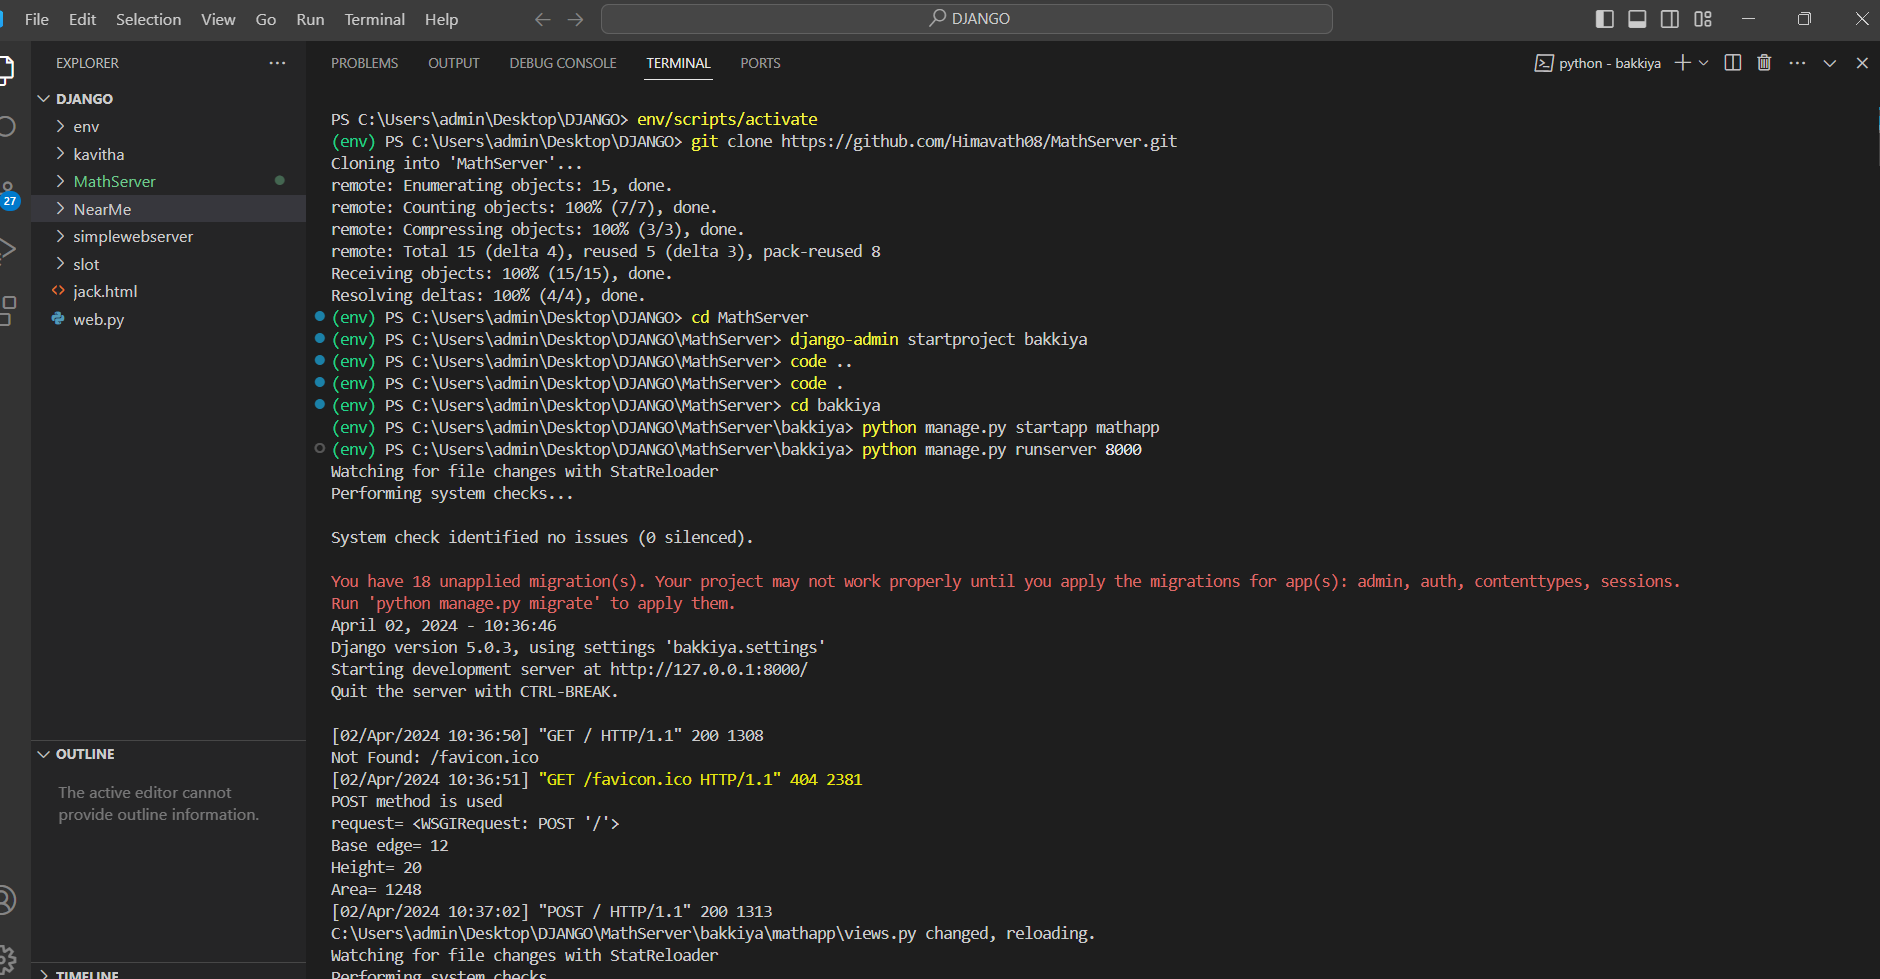 File Edit Selection View Go Run Terminal Help
DJANGO
EXPLORER
DJANGO
env
kavitha
MathServer
NearMe
simplewebserver
slot
jack.html
web.py
27
OUTLINE
The active editor cannot
provide outline information.
TIMELINE
PROBLEMS OUTPUT DEBUG CONSOLE TERMINAL PORTS
python - bakkiya
PS C:\Users\admin\Desktop\DJANGO> env/scripts/activate
(env) PS C:\Users\admin\Desktop\DJANGO> git clone https://github.com/Himavath08/MathServer.git
Cloning into 'MathServer'...
remote: Enumerating objects: 15, done.
remote: Counting objects: 100% (7/7), done.
remote: Compressing objects: 100% (3/3), done.
remote: Total 15 (delta 4), reused 5 (delta 3), pack-reused 8
Receiving objects: 100% (15/15), done.
Resolving deltas: 100% (4/4), done.
(env) PS C:\Users\admin\Desktop\DJANGO> cd MathServer
(env) PS C:\Users\admin\Desktop\DJANGO\MathServer> django-admin startproject bakkiya
(env) PS C:\Users\admin\Desktop\DJANGO\MathServer> code ..
(env) PS C:\Users\admin\Desktop\DJANGO\MathServer> code .
(env) PS C:\Users\admin\Desktop\DJANGO\MathServer> cd bakkiya
(env) PS C:\Users\admin\Desktop\DJANGO\MathServer\bakkiya> python manage.py startapp mathapp
(env) PS C:\Users\admin\Desktop\DJANGO\MathServer\bakkiya> python manage.py runserver 8000
Watching for file changes with StatReloader
Performing system checks...
System check identified no issues (0 silenced).
You have 18 unapplied migration(s). Your project may not work properly until you apply the migrations for app(s): admin, auth, contenttypes, sessions.
Run 'python manage.py migrate' to apply them.
April 02, 2024 - 10:36:46
Django version 5.0.3, using settings 'bakkiya.settings'
Starting development server at http://127.0.0.1:8000/
Quit the server with CTRL-BREAK.
[02/Apr/2024 10:36:50] "GET / HTTP/1.1" 200 1308
Not Found: /favicon.ico
[02/Apr/2024 10:36:51] "GET /favicon.ico HTTP/1.1" 404 2381
POST method is used
request= <WSGIRequest: POST '/'>
Base edge= 12
Height= 20
Area= 1248
[02/Apr/2024 10:37:02] "POST / HTTP/1.1" 200 1313
C:\Users\admin\Desktop\DJANGO\MathServer\bakkiya\mathapp\views.py changed, reloading.
Watching for file changes with StatReloader
Performing system checks